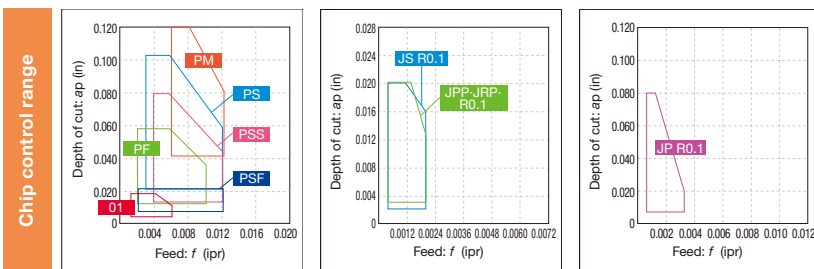 Chip control range
Depth of cut: ap (in)
0.120
0.100
0.080
0.060
0.040
0.020
0
PM
PS
PSS
PF
PSF
01
0.004 0.008 0.012 0.016 0.020
Feed: f (ipr)
Depth of cut: ap (in)
0.028
0.024
0.020
0.016
0.012
0.008
0.004
0
JS R0.1
JPP·JRP·
R0.1
0.0012 0.0024 0.0036 0.0048 0.0060 0.0072
Feed: f (ipr)
Depth of cut: ap (in)
0.120
0.100
0.080
0.060
0.040
0.020
0
JP R0.1
0.002 0.004 0.006 0.008 0.010 0.012
Feed: f (ipr)